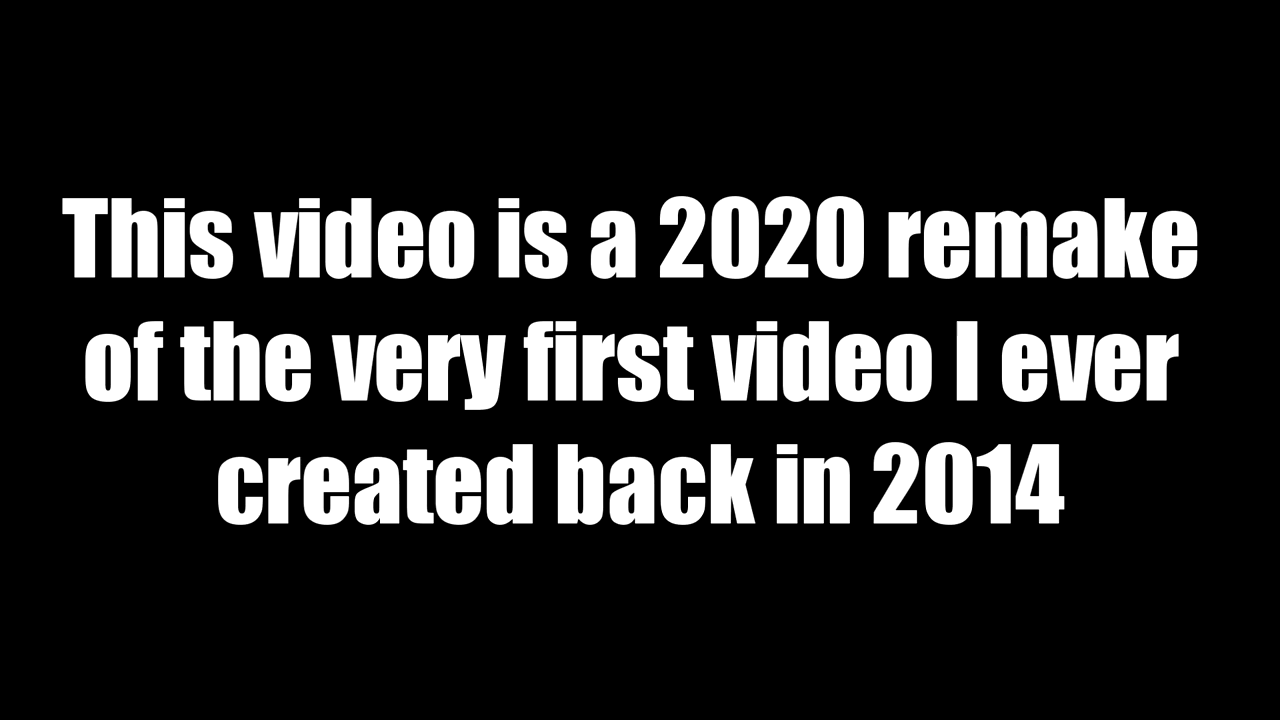 This video is a 2020 remake
of the very first video I ever
created back in 2014